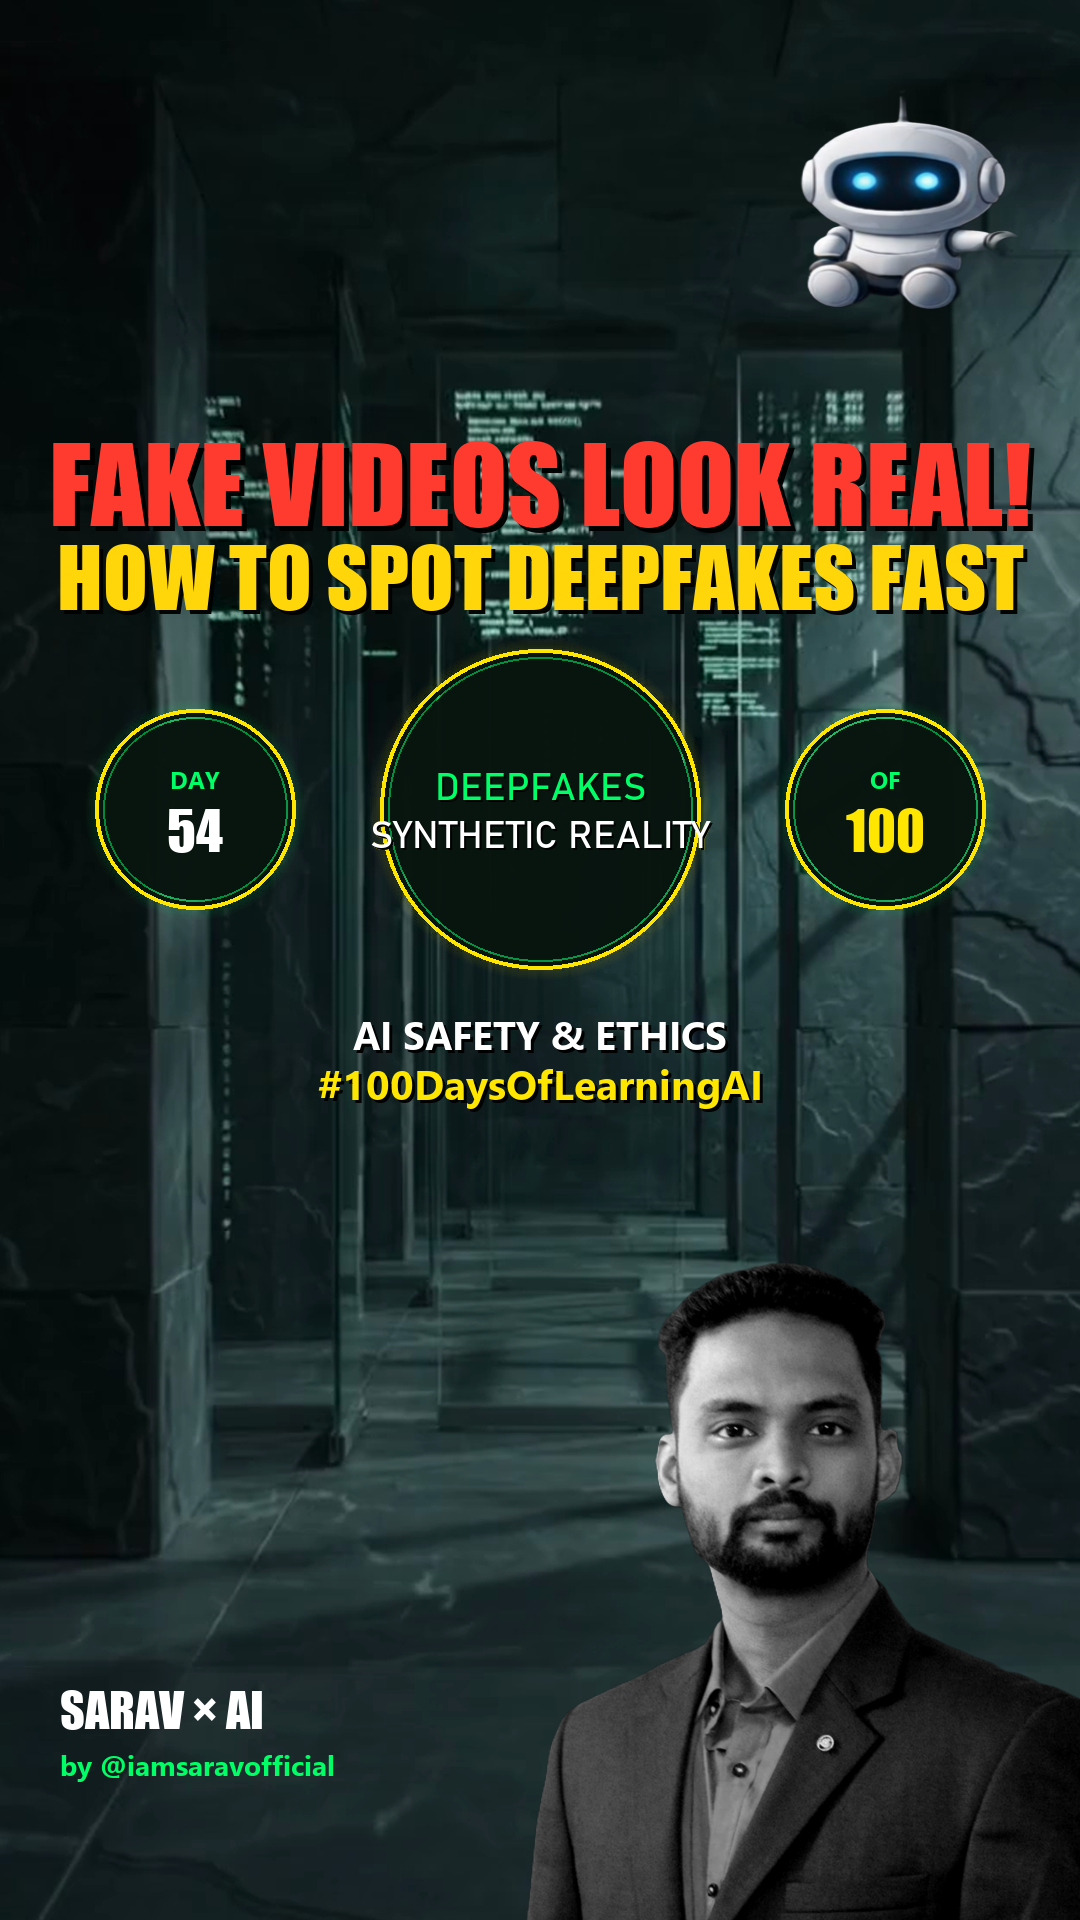 FAKE VIDEOS LOOK REAL!
HOW TO SPOT DEEPFAKES FAST
DAY
54
DEEPFAKES
SYNTHETIC REALITY
OF
100
AI SAFETY & ETHICS
#100DaysOfLearningAI
SARAV × AI
by @iamsaravofficial